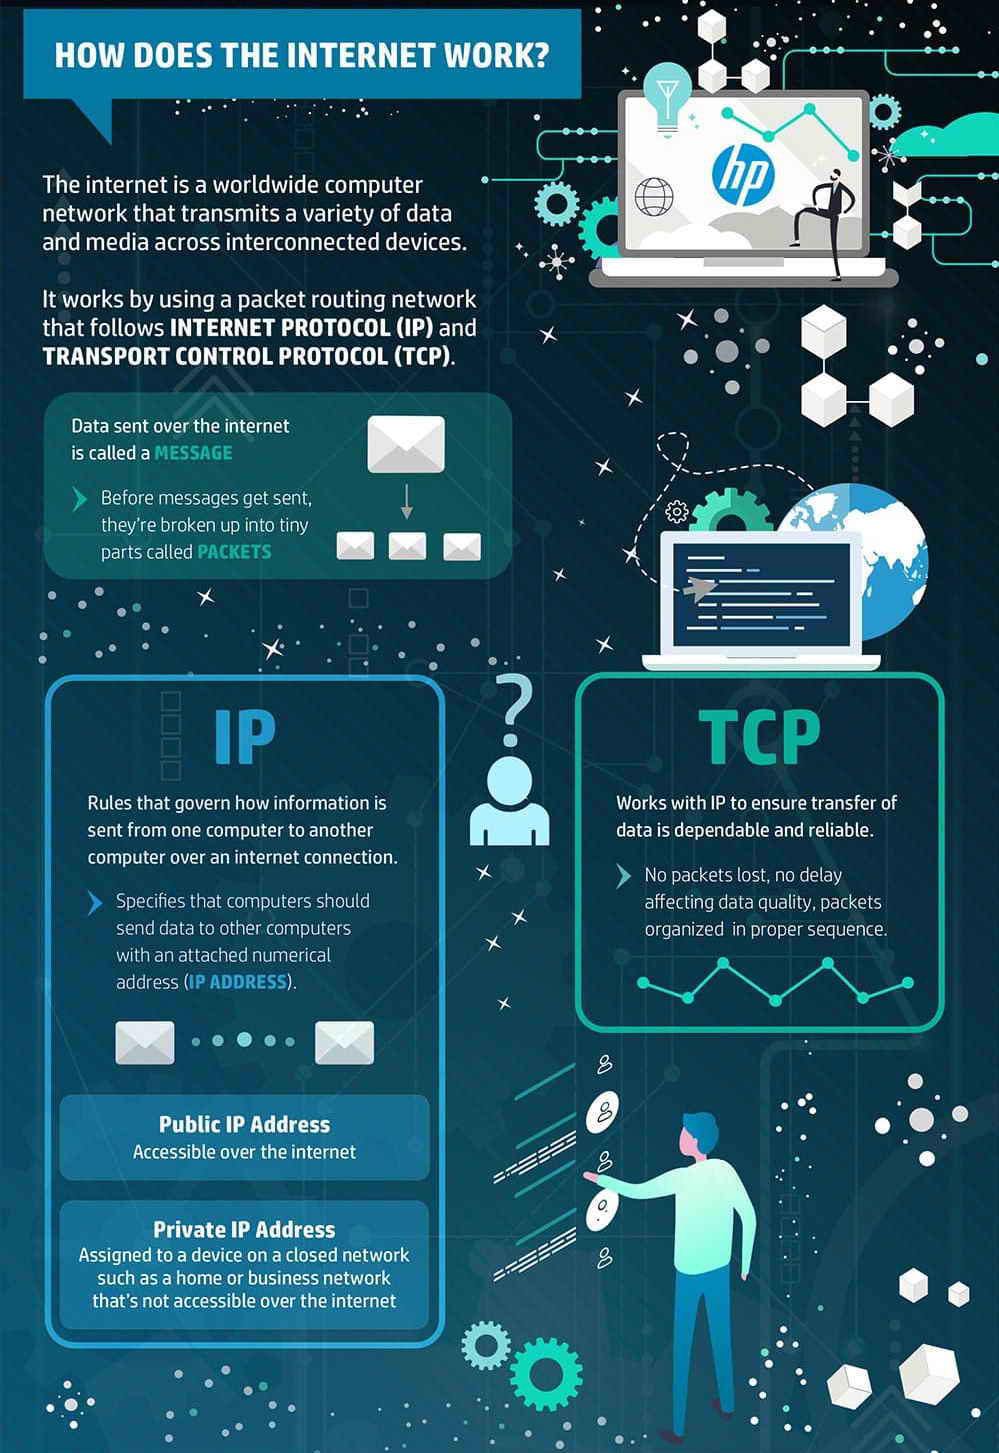 HOW DOES THE INTERNET WORK?
hp
The internet is a worldwide computer
network that transmits a variety of data
and media across interconnected devices.
It works by using a packet routing network
that follows INTERNET PROTOCOL (IP) and
TRANSPORT CONTROL PROTOCOL (TCP).
Data sent over the internet
is called a MESSAGE
Before messages get sent,
they're broken up into tiny
parts called PACKETS
IP
Rules that govern how information is
sent from one computer to another
computer over an internet connection.
Specifies that computers should
send data to other computers
with an attached numerical
address (IP ADDRESS).
Public IP Address
Accessible over the internet
Private IP Address
Assigned to a device on a closed network
such as a home or business network
that's not accessible over the internet
?
TCP
Works with IP to ensure transfer of
data is dependable and reliable.
No packets lost, no delay
affecting data quality, packets
organized in proper sequence.